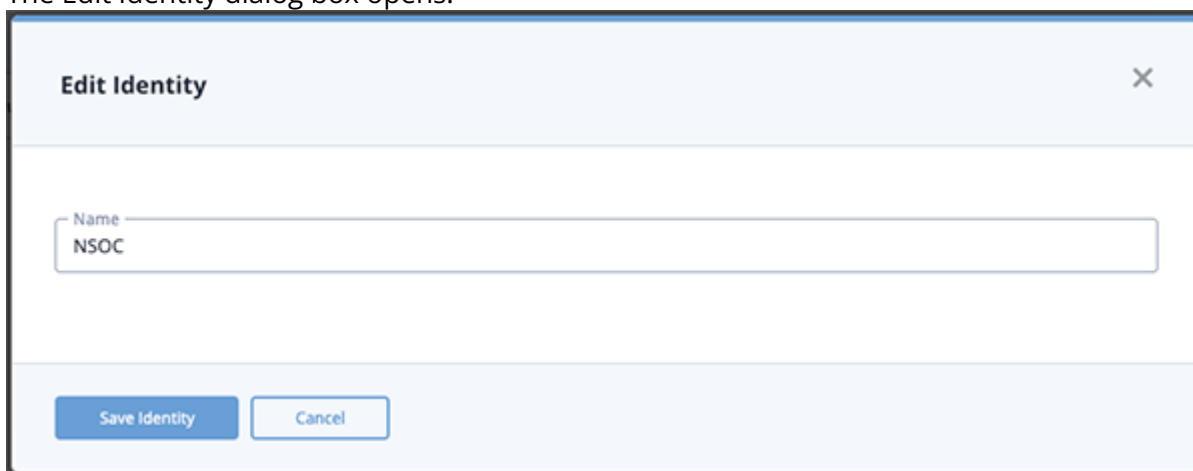 The Edit Identity dialog box opens.
Edit Identity
Name
NSOC
Save Identity
Cancel